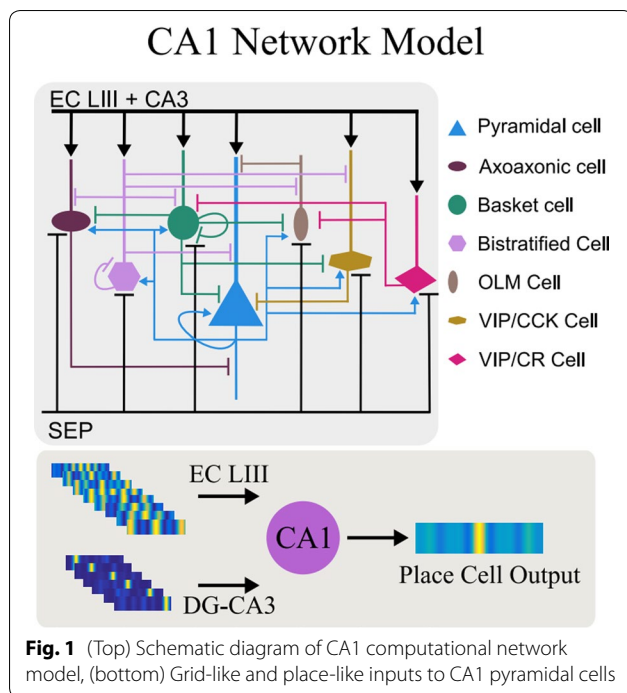 CA1 Network Model
EC LIII + CA3
Pyramidal cell
Axoaxonic cell
Basket cell
Bistratified Cell
OLM Cell
VIP/CCK Cell
VIP/CR Cell
SEP
EC LIII
CA1
DG-CA3
Place Cell Output
Fig. 1 (Top) Schematic diagram of CA1 computational network
model, (bottom) Grid-like and place-like inputs to CA1 pyramidal cells